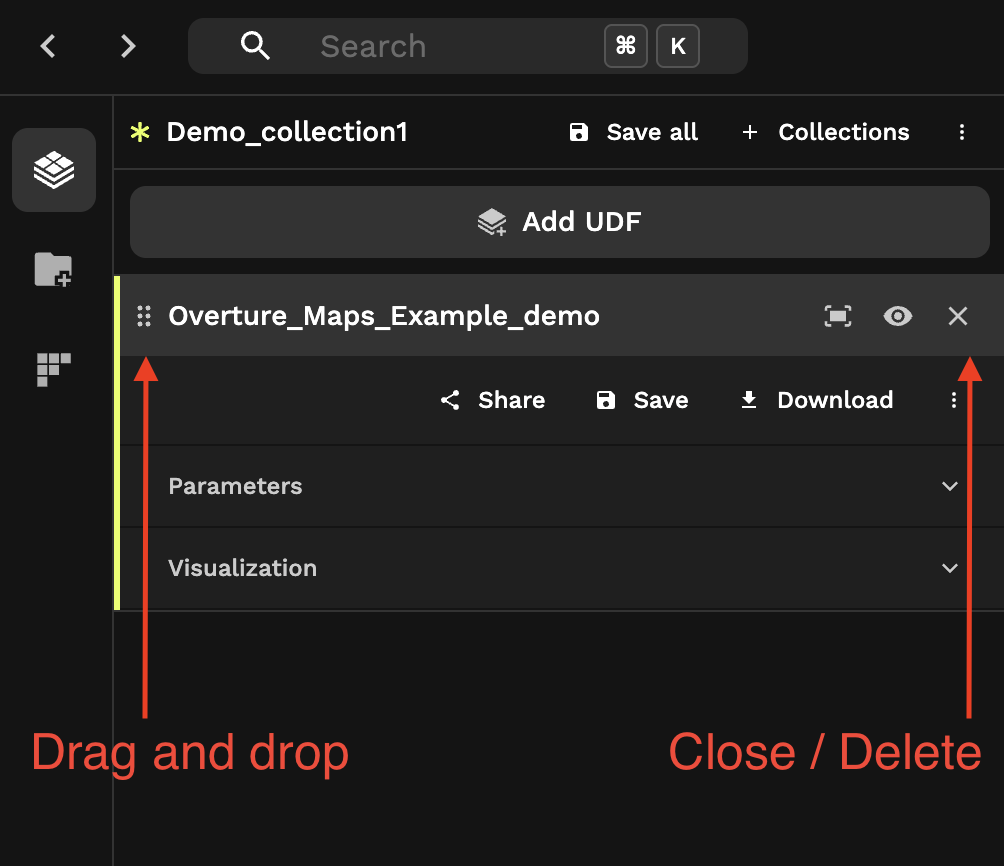 Search ⌘ K
* Demo_collection1 Save all + Collections
Add UDF
Overture_Maps_Example_demo
Share Save Download
Parameters
Visualization
Drag and drop Close / Delete